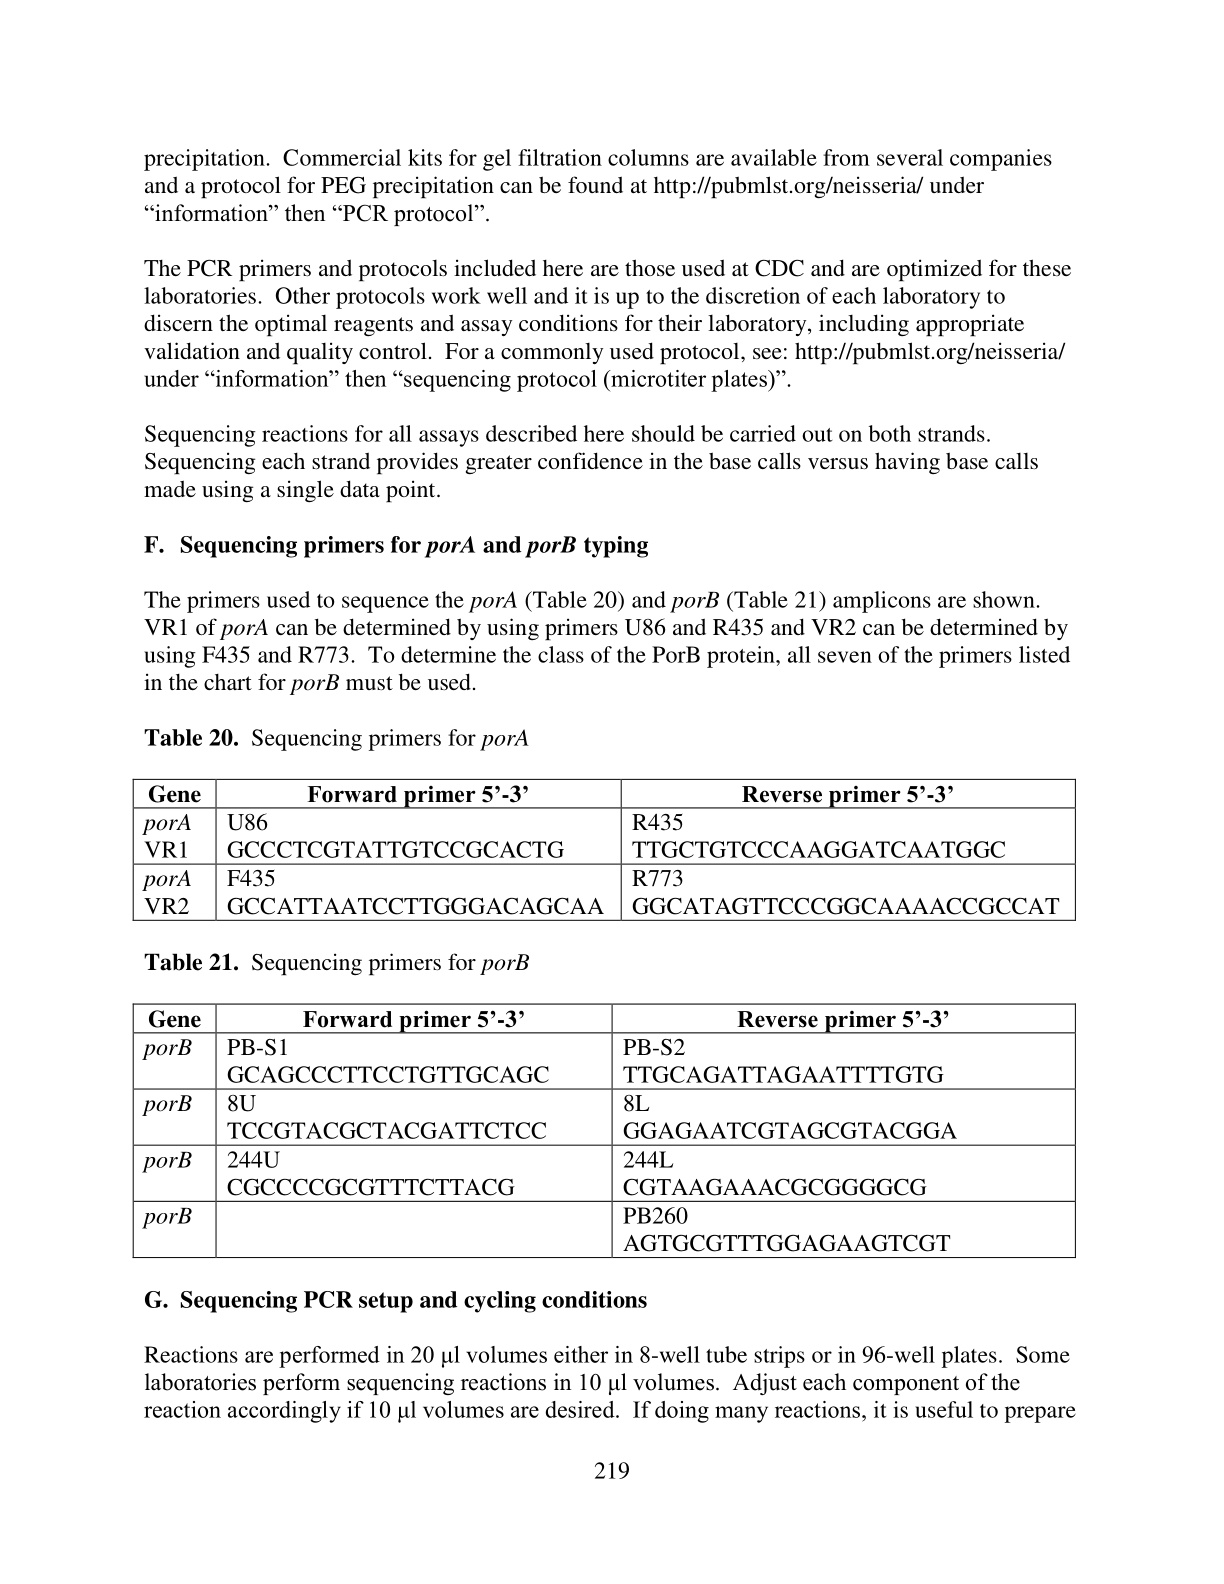 precipitation.  Commercial kits for gel filtration columns are available from several companies
and a protocol for PEG precipitation can be found at http://pubmlst.org/neisseria/ under
“information” then “PCR protocol”.
The PCR primers and protocols included here are those used at CDC and are optimized for these
laboratories.  Other protocols work well and it is up to the discretion of each laboratory to
discern the optimal reagents and assay conditions for their laboratory, including appropriate
validation and quality control.  For a commonly used protocol, see: http://pubmlst.org/neisseria/
under “information” then “sequencing protocol (microtiter plates)”.
Sequencing reactions for all assays described here should be carried out on both strands.
Sequencing each strand provides greater confidence in the base calls versus having base calls
made using a single data point.
F.  Sequencing primers for porA and porB typing
The primers used to sequence the porA (Table 20) and porB (Table 21) amplicons are shown.
VR1 of porA can be determined by using primers U86 and R435 and VR2 can be determined by
using F435 and R773.  To determine the class of the PorB protein, all seven of the primers listed
in the chart for porB must be used.
Table 20.  Sequencing primers for porA
Gene Forward primer 5’-3’ Reverse primer 5’-3’
porA U86 R435
VR1 GCCCTCGTATTGTCCGCACTG TTGCTGTCCCAAGGATCAATGGC
porA F435 R773
VR2 GCCATTAATCCTTGGGACAGCAA GGCATAGTTCCCGGCAAAACCGCCAT
Table 21.  Sequencing primers for porB
Gene Forward primer 5’-3’ Reverse primer 5’-3’
porB PB-S1 PB-S2
GCAGCCCTTCCTGTTGCAGC TTGCAGATTAGAATTTTGTG
porB 8U 8L
TCCGTACGCTACGATTCTCC GGAGAATCGTAGCGTACGGA
porB 244U 244L
CGCCCCGCGTTTCTTACG CGTAAGAAACGCGGGGCG
porB PB260
AGTGCGTTTGGAGAAGTCGT
G.  Sequencing PCR setup and cycling conditions
Reactions are performed in 20 μl volumes either in 8-well tube strips or in 96-well plates.  Some
laboratories perform sequencing reactions in 10 μl volumes.  Adjust each component of the
reaction accordingly if 10 μl volumes are desired.  If doing many reactions, it is useful to prepare
219